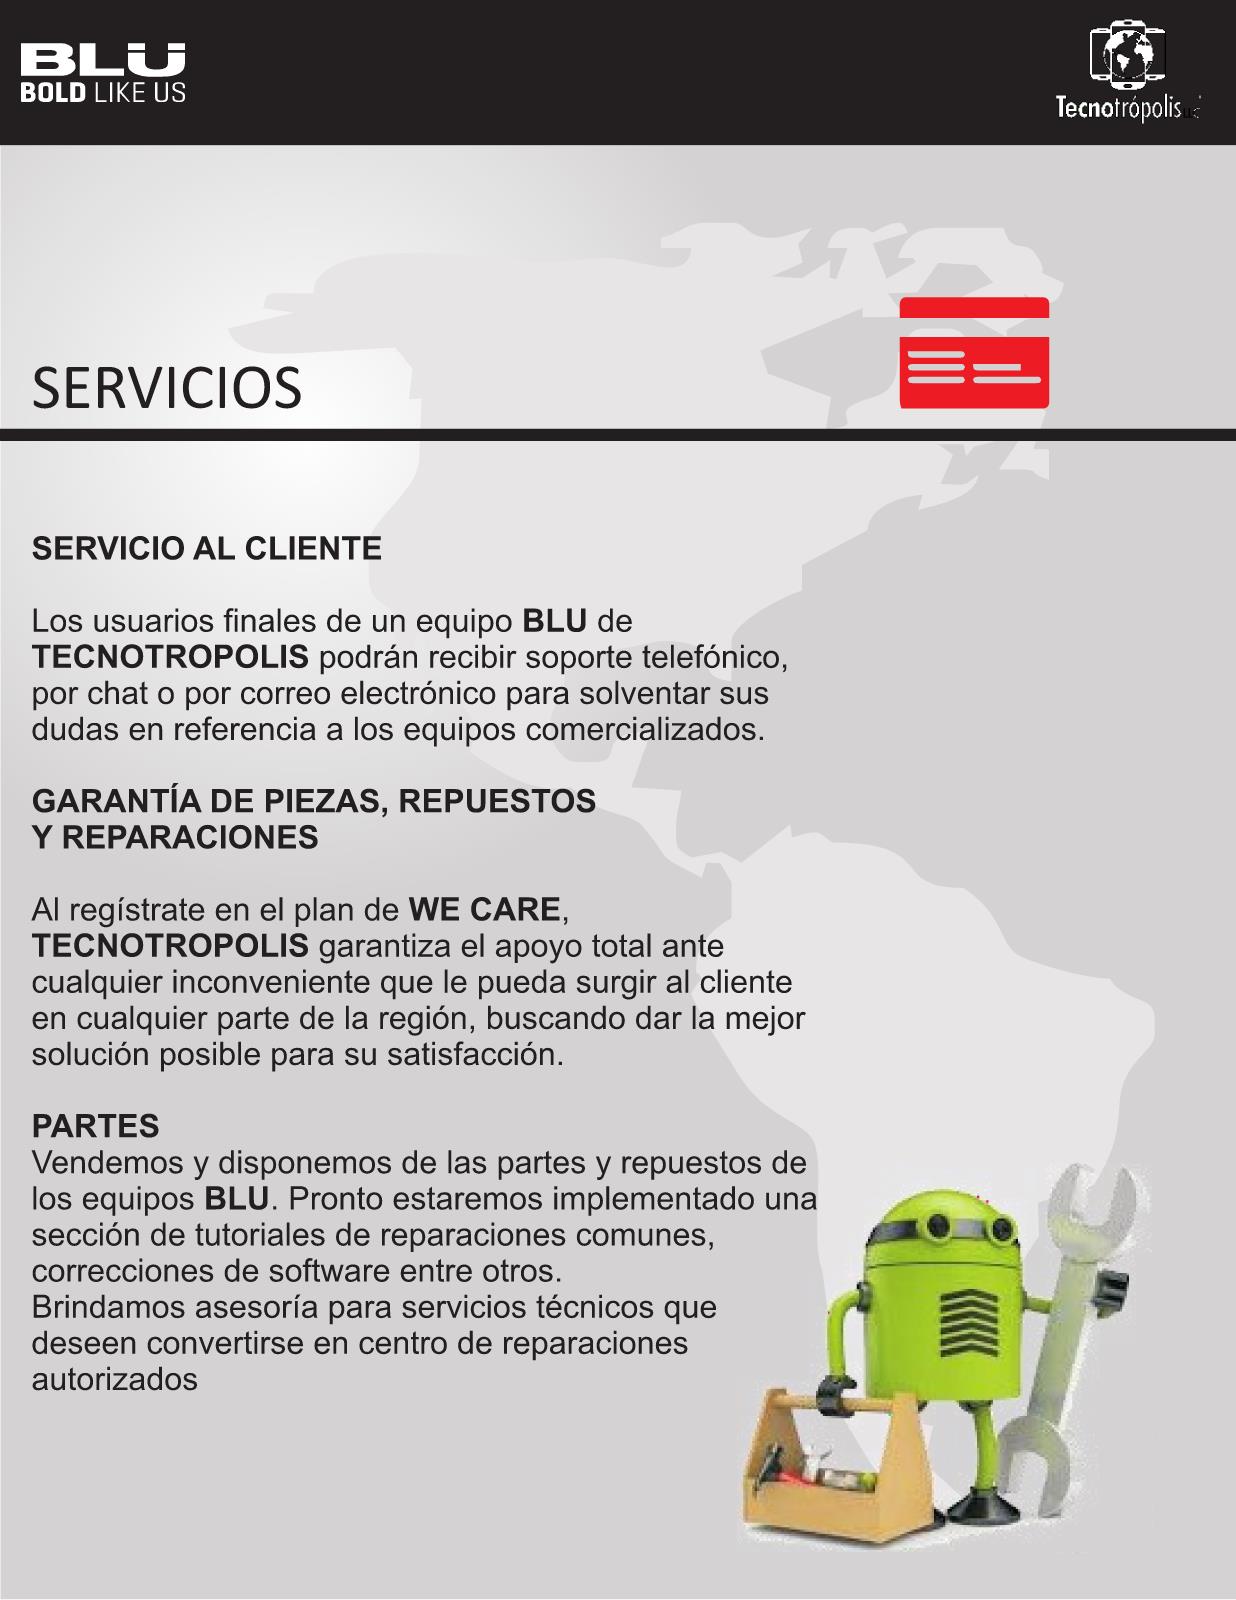 BLU
BOLD LIKE US
Tecnotrópolis
SERVICIOS
SERVICIO AL CLIENTE
Los usuarios finales de un equipo BLU de
TECNOTROPOLIS podrán recibir soporte telefónico,
por chat o por correo electrónico para solventar sus
dudas en referencia a los equipos comercializados.
GARANTÍA DE PIEZAS, REPUESTOS
Y REPARACIONES
Al regístrate en el plan de WE CARE,
TECNOTROPOLIS garantiza el apoyo total ante
cualquier inconveniente que le pueda surgir al cliente
en cualquier parte de la región, buscando dar la mejor
solución posible para su satisfacción.
PARTES
Vendemos y disponemos de las partes y repuestos de
los equipos BLU. Pronto estaremos implementado una
sección de tutoriales de reparaciones comunes,
correcciones de software entre otros.
Brindamos asesoría para servicios técnicos que
deseen convertirse en centro de reparaciones
autorizados